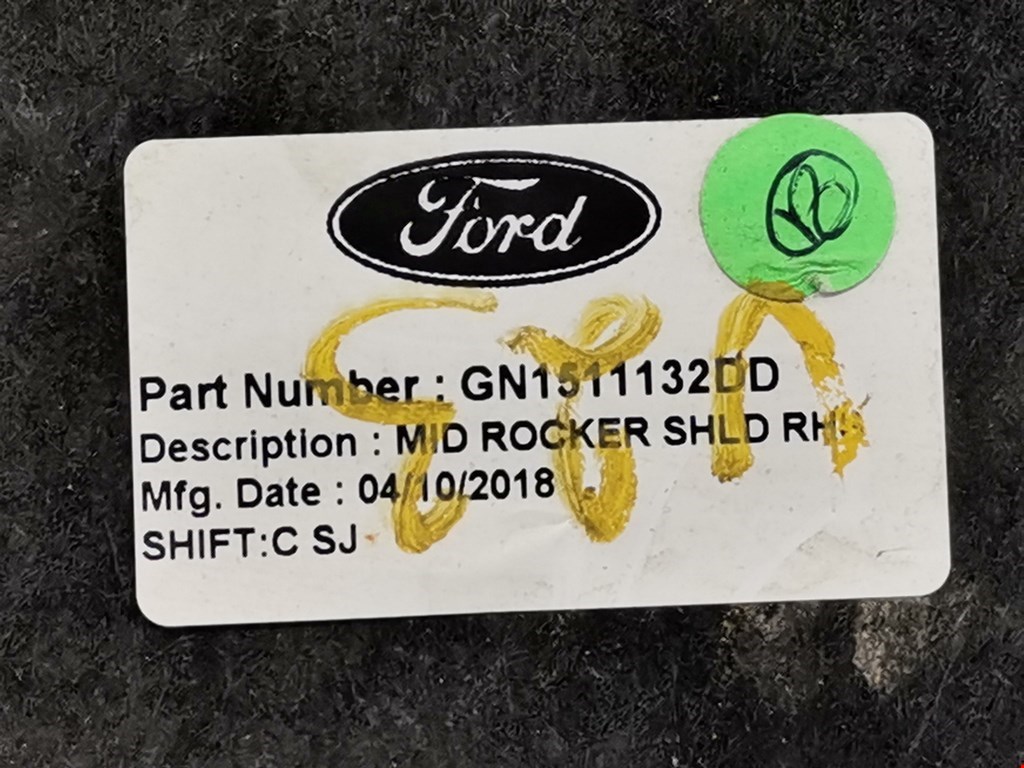 Ford
Part Number : GN1511132DD
Description : MID ROCKER SHLD RH
Mfg. Date : 04/10/2018
SHIFT:C SJ